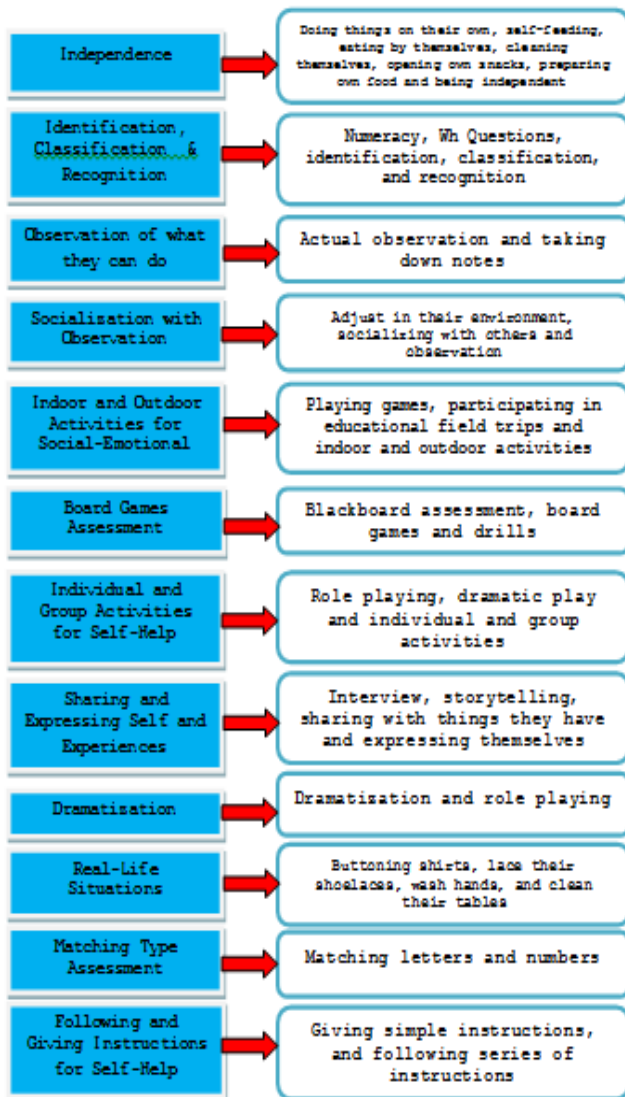 Independence
Doing things on their own, self-feeding,
eating by themselves, cleaning
themselves, opening own snacks, preparing
own food and being independent
Identification,
Classification &
Recognition
Numeracy, Wh Questions,
identification, classification,
and recognition
Observation of what
they can do
Actual observation and taking
down notes
Socialization with
Observation
Adjust in their environment,
socializing with others and
observation
Indoor and Outdoor
Activities for
Social-Emotional
Playing games, participating in
educational field trips and
indoor and outdoor activities
Board Games
Assessment
Blackboard assessment, board
games and drills
Individual and
Group Activities
for Self-Help
Role playing, dramatic play
and individual and group
activities
Sharing and
Expressing Self and
Experiences
Interview, storytelling,
sharing with things they have
and expressing themselves
Dramatization
Dramatization and role playing
Real-Life
Situations
Buttoning shirts, lace their
shoelaces, wash hands, and clean
their tables
Matching Type
Assessment
Matching letters and numbers
Following and
Giving Instructions
for Self-Help
Giving simple instructions,
and following series of
instructions